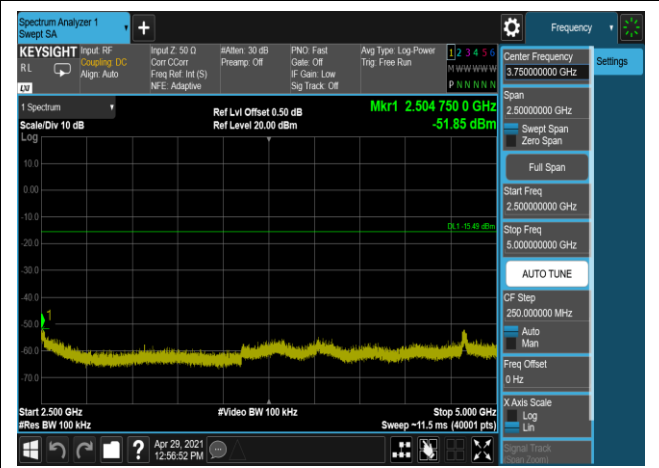 Spectrum Analyzer 1
Swept SA
Frequency
KEYSIGHT
RL
LXI
Input: RF
Coupling: DC
Align: Auto
Input Z: 50 Ω
Corr CCorr
Freq Ref: Int (S)
NFE: Adaptive
#Atten: 30 dB
Preamp: Off
PNO: Fast
Gate: Off
IF Gain: Low
Sig Track: Off
Avg Type: Log-Power
Trig: Free Run
1 2 3 4 5 6
M W W W W W
P N N N N N
Center Frequency
3.750000000 GHz
Settings
1 Spectrum
Scale/Div 10 dB
Ref Lvl Offset 0.50 dB
Ref Level 20.00 dBm
Mkr1 2.504 750 0 GHz
-51.85 dBm
Log
10.0
0.00
-10.0
-20.0
-30.0
-40.0
-50.0
-60.0
-70.0
DL1 -15.49 dBm
1
Span
2.50000000 GHz
Swept Span
Zero Span
Full Span
Start Freq
2.500000000 GHz
Stop Freq
5.000000000 GHz
AUTO TUNE
CF Step
250.000000 MHz
Auto
Man
Freq Offset
0 Hz
X Axis Scale
Log
Lin
Signal Track
(Span Zoom)
Start 2.500 GHz
#Res BW 100 kHz
#Video BW 100 kHz
Stop 5.000 GHz
Sweep ~11.5 ms (40001 pts)
?
Apr 29, 2021
12:56:52 PM